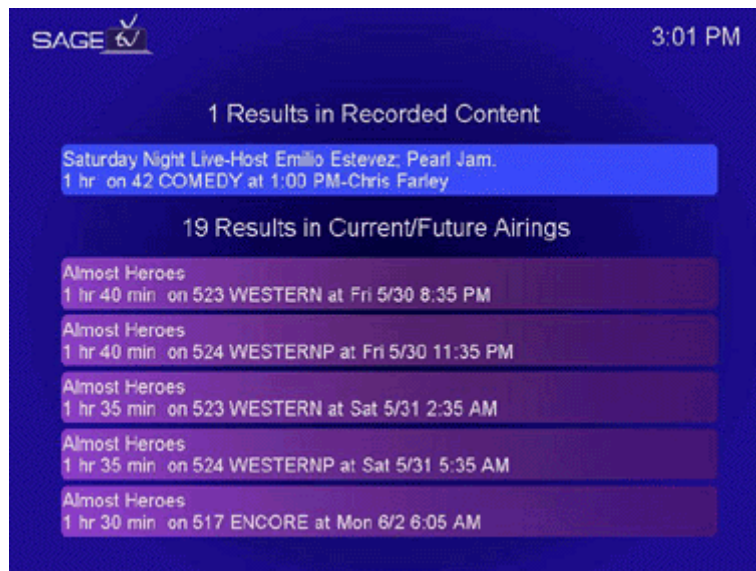 SAGE tv
3:01 PM
1 Results in Recorded Content
Saturday Night Live-Host Emilio Estevez; Pearl Jam.
1 hr on 42 COMEDY at 1:00 PM-Chris Farley
19 Results in Current/Future Airings
Almost Heroes
1 hr 40 min on 523 WESTERN at Fri 5/30 8:35 PM
Almost Heroes
1 hr 40 min on 524 WESTERNP at Fri 5/30 11:35 PM
Almost Heroes
1 hr 35 min on 523 WESTERN at Sat 5/31 2:35 AM
Almost Heroes
1 hr 35 min on 524 WESTERNP at Sat 5/31 5:35 AM
Almost Heroes
1 hr 30 min on 517 ENCORE at Mon 6/2 6:05 AM